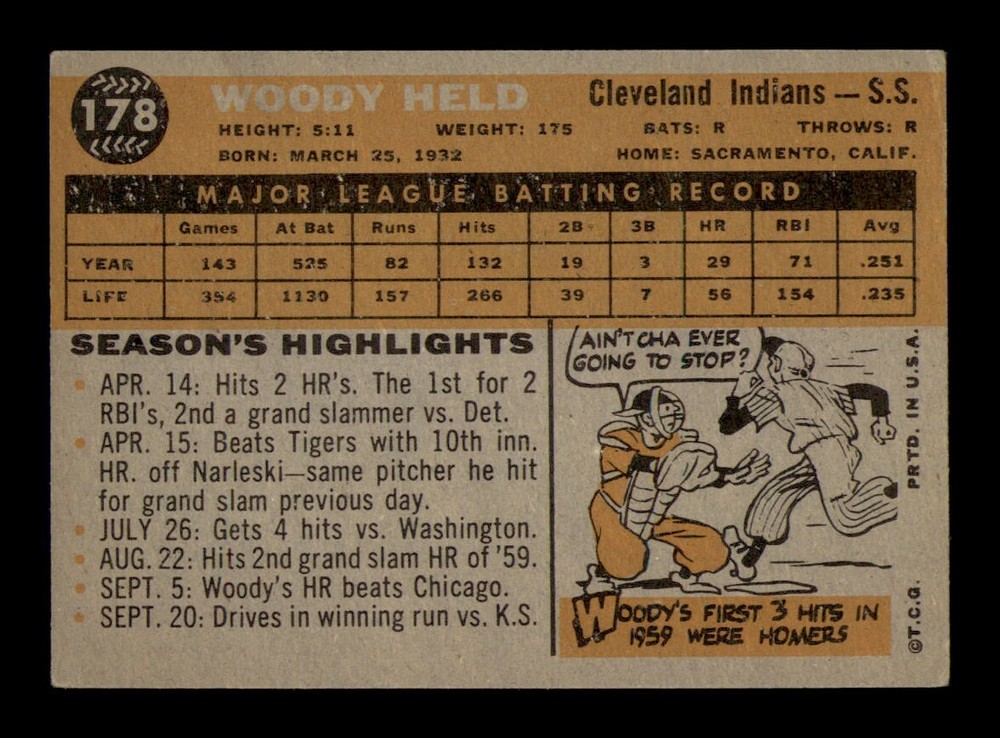 178
WOODY HELD
Cleveland Indians — S.S.
HEIGHT: 5:11 WEIGHT: 175 BATS: R THROWS: R
BORN: MARCH 25, 1932 HOME: SACRAMENTO, CALIF.
MAJOR LEAGUE BATTING RECORD
Games At Bat Runs Hits 2B 3B HR RBI Avg
YEAR 143 525 82 132 19 3 29 71 .251
LIFE 394 1130 157 266 39 7 56 154 .235
SEASON'S HIGHLIGHTS
• APR. 14: Hits 2 HR's. The 1st for 2
RBI's, 2nd a grand slammer vs. Det.
• APR. 15: Beats Tigers with 10th inn.
HR. off Narleski—same pitcher he hit
for grand slam previous day.
• JULY 26: Gets 4 hits vs. Washington.
• AUG. 22: Hits 2nd grand slam HR of '59.
• SEPT. 5: Woody's HR beats Chicago.
• SEPT. 20: Drives in winning run vs. K.S.
AIN'TCHA EVER
GOING TO STOP?
WOODY'S FIRST 3 HITS IN
1959 WERE HOMERS
PRTD. IN U.S.A.
©T.C.G.